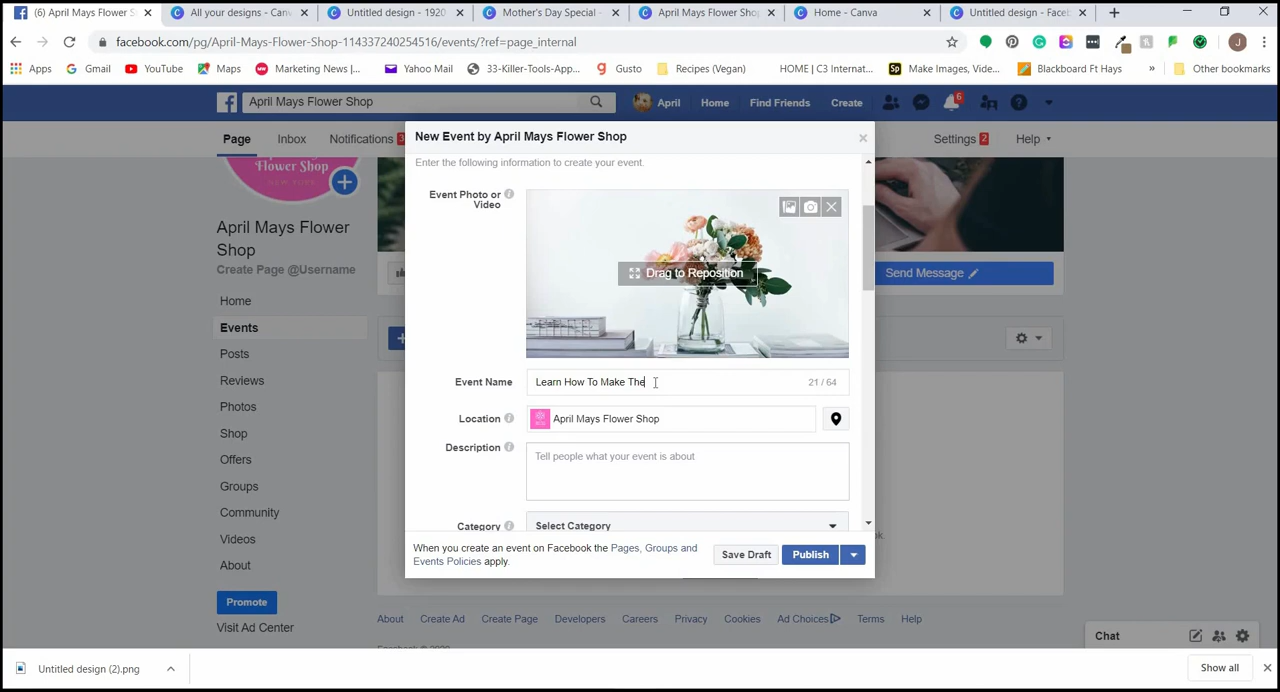 (6) April Mays Flower S
All your designs - Canv
Untitled design - 1920
Mother's Day Special -
April Mays Flower Shop
Home - Canva
Untitled design - Faceb
facebook.com/pg/April-Mays-Flower-Shop-114337240254516/events/?ref=page_internal
J
Apps
Gmail
YouTube
Maps
Marketing News |...
Yahoo Mail
33-Killer-Tools-App...
Gusto
Recipes (Vegan)
HOME | C3 Internat...
Sp
Make Images, Vide...
Blackboard Ft Hays
»
Other bookmarks
April Mays Flower Shop
April
Home
Find Friends
Create
6
Page
Inbox
Notifications
Settings 2
Help
New Event by April Mays Flower Shop
Enter the following information to create your event.
Flower Shop
Event Photo or
Video
Drag to Reposition
April Mays Flower
Shop
Create Page @Username
Send Message
Home
Events
Posts
Reviews
Photos
Shop
Offers
Groups
Community
Videos
About
Promote
Visit Ad Center
Event Name
Learn How To Make The
21 / 64
Location
April Mays Flower Shop
Description
Tell people what your event is about
Category
Select Category
When you create an event on Facebook the Pages, Groups and
Events Policies apply.
Save Draft
Publish
About
Create Ad
Create Page
Developers
Careers
Privacy
Cookies
Ad Choices
Terms
Help
Chat
Untitled design (2).png
Show all